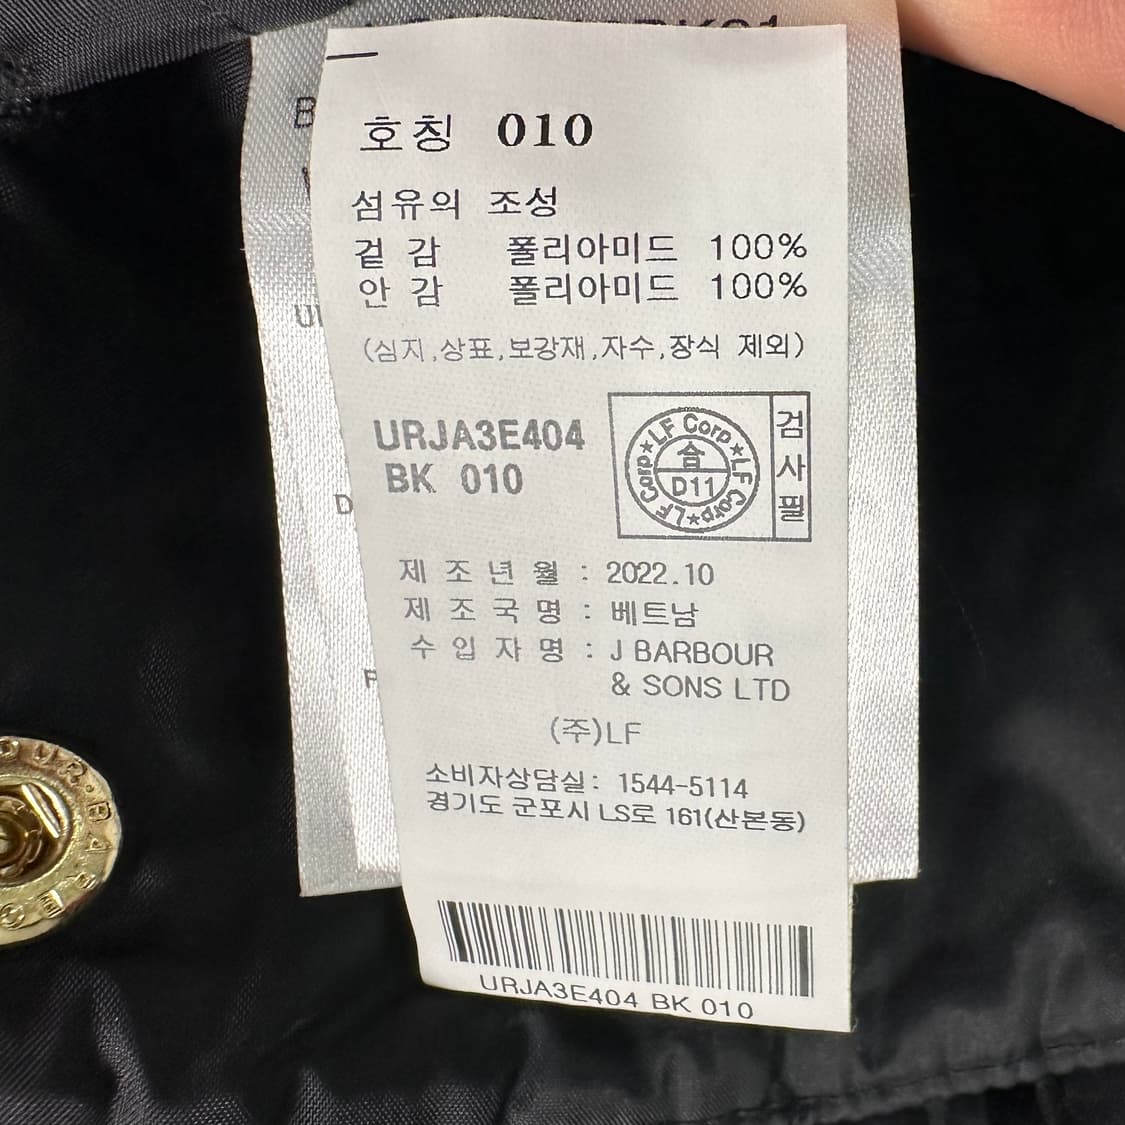 호칭 010
섬유의 조성
겉 감 폴리아미드 100%
안 감 폴리아미드 100%
(심지,상표,보강재,자수,장식 제외)
URJA3E404
BK 010
LF Corp★LF Corp★LF Corp★
合
D11
검사필
제 조 년 월 : 2022.10
제 조 국 명 : 베트남
수 입 자 명 : J BARBOUR
& SONS LTD
(주)LF
소비자상담실: 1544-5114
경기도 군포시 LS로 161(산본동)
URJA3E404 BK 010